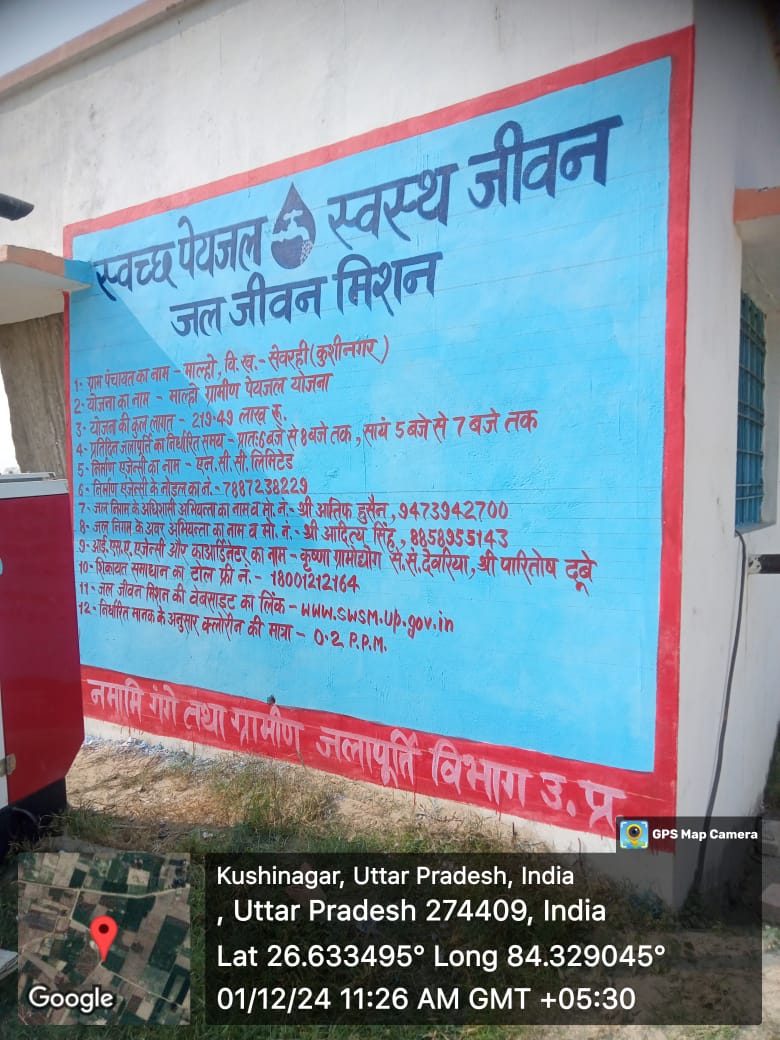 स्वच्छ पेयजल स्वस्थ जीवन
जल जीवन मिशन
1- ग्राम पंचायत का नाम - माल्हो, वि. ख.- सेवरही (कुशीनगर)
2- योजना का नाम - माल्हो ग्रामीण पेयजल योजना
3- योजना की कुल लागत - 219.49 लाख रू.
4- प्रतिदिन जलापूर्ति का निर्धारित समय - प्रातः 6 बजे से 8 बजे तक, सायं 5 बजे से 7 बजे तक
5- निर्माण एजेन्सी का नाम - एन. सी. सी. लिमिटेड
6- निर्माण एजेन्सी के नोडल का नं.- 7887238229
7- जल निगम के अधिशासी अभियन्ता का नाम व मो. नं.- श्री आतिफ हुसैन, 9473942700
8- जल निगम के अवर अभियन्ता का नाम व मो. नं.- श्री आदित्य सिंह, 8858955143
9- आई. एस. ए. एजेन्सी और काआर्डिनेटर का नाम - कृष्णा ग्रामोद्योग से. सं. देवरिया, श्री पारितोष दूबे
10- शिकायत समाधान का टोल फ्री नं.- 18001212164
11- जल जीवन मिशन की वेबसाइट का लिंक - www.swsm.up.gov.in
12- निर्धारित मानक के अनुसार क्लोरीन की मात्रा - 0.2 P.P.M.
नमामि गंगे तथा ग्रामीण जलापूर्ति विभाग उ. प्र.
GPS Map Camera
Kushinagar, Uttar Pradesh, India
, Uttar Pradesh 274409, India
Lat 26.633495° Long 84.329045°
01/12/24 11:26 AM GMT +05:30
Google